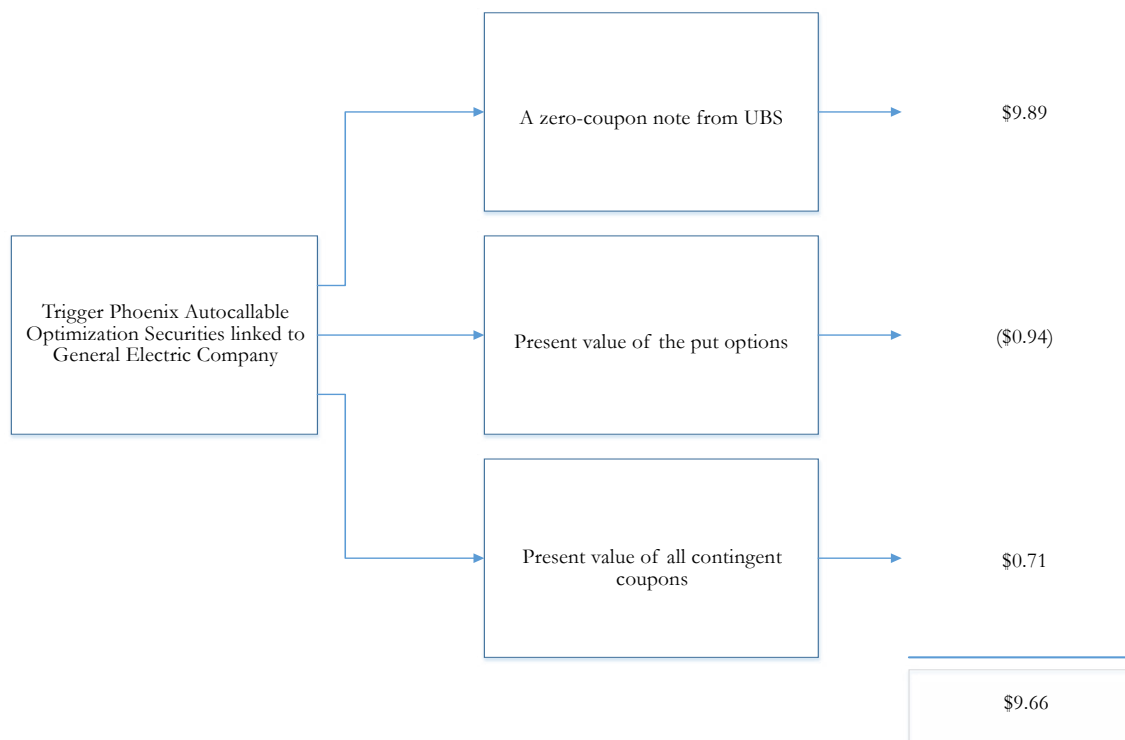 A zero-coupon note from UBS
$9.89
Trigger Phoenix Autocallable
Optimization Securities linked to
General Electric Company
Present value of the put options
($0.94)
Present value of all contingent
coupons
$0.71
$9.66